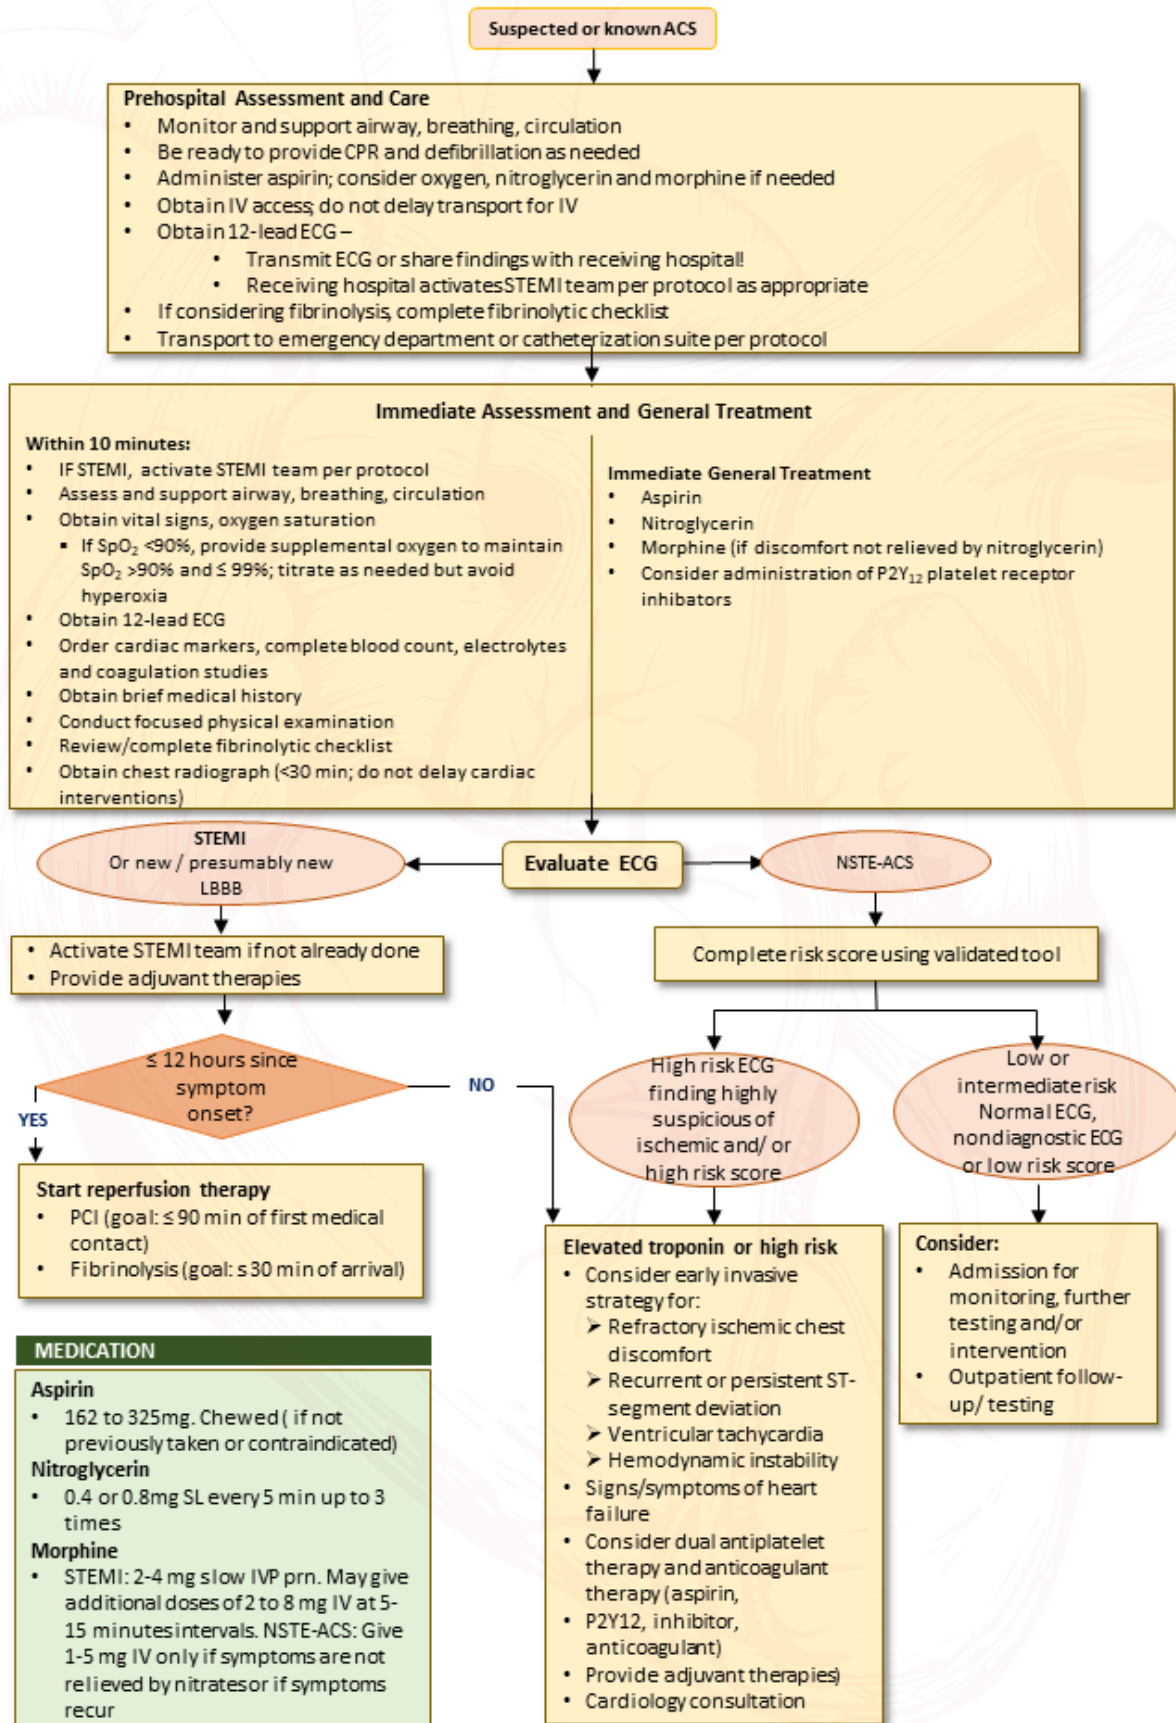 Suspected or known ACS
Prehospital Assessment and Care
• Monitor and support airway, breathing, circulation
• Be ready to provide CPR and defibrillation as needed
• Administer aspirin; consider oxygen, nitroglycerin and morphine if needed
• Obtain IV access; do not delay transport for IV
• Obtain 12-lead ECG –
• Transmit ECG or share findings with receiving hospital!
• Receiving hospital activates STEMI team per protocol as appropriate
• If considering fibrinolysis, complete fibrinolytic checklist
• Transport to emergency department or catheterization suite per protocol
Immediate Assessment and General Treatment
Within 10 minutes:
• IF STEMI, activate STEMI team per protocol
• Assess and support airway, breathing, circulation
• Obtain vital signs, oxygen saturation
▪ If SpO₂ <90%, provide supplemental oxygen to maintain
SpO₂ >90% and ≤ 99%; titrate as needed but avoid
hyperoxia
• Obtain 12-lead ECG
• Order cardiac markers, complete blood count, electrolytes
and coagulation studies
• Obtain brief medical history
• Conduct focused physical examination
• Review/complete fibrinolytic checklist
• Obtain chest radiograph (<30 min; do not delay cardiac
interventions)
Immediate General Treatment
• Aspirin
• Nitroglycerin
• Morphine (if discomfort not relieved by nitroglycerin)
• Consider administration of P2Y₁₂ platelet receptor
inhibators
Evaluate ECG
STEMI
Or new / presumably new
LBBB
• Activate STEMI team if not already done
• Provide adjuvant therapies
≤ 12 hours since
symptom
onset?
YES
NO
Start reperfusion therapy
• PCI (goal: ≤ 90 min of first medical
contact)
• Fibrinolysis (goal: ≤ 30 min of arrival)
NSTE-ACS
Complete risk score using validated tool
High risk ECG
finding highly
suspicious of
ischemic and/ or
high risk score
Low or
intermediate risk
Normal ECG,
nondiagnostic ECG
or low risk score
Elevated troponin or high risk
• Consider early invasive
strategy for:
➢ Refractory ischemic chest
discomfort
➢ Recurrent or persistent ST-
segment deviation
➢ Ventricular tachycardia
➢ Hemodynamic instability
• Signs/symptoms of heart
failure
• Consider dual antiplatelet
therapy and anticoagulant
therapy (aspirin,
• P2Y12, inhibitor,
anticoagulant)
• Provide adjuvant therapies)
• Cardiology consultation
Consider:
• Admission for
monitoring, further
testing and/or
intervention
• Outpatient follow-
up/ testing
MEDICATION
Aspirin
• 162 to 325mg. Chewed ( if not
previously taken or contraindicated)
Nitroglycerin
• 0.4 or 0.8mg SL every 5 min up to 3
times
Morphine
• STEMI: 2-4 mg slow IVP prn. May give
additional doses of 2 to 8 mg IV at 5-
15 minutes intervals. NSTE-ACS: Give
1-5 mg IV only if symptoms are not
relieved by nitrates or if symptoms
recur